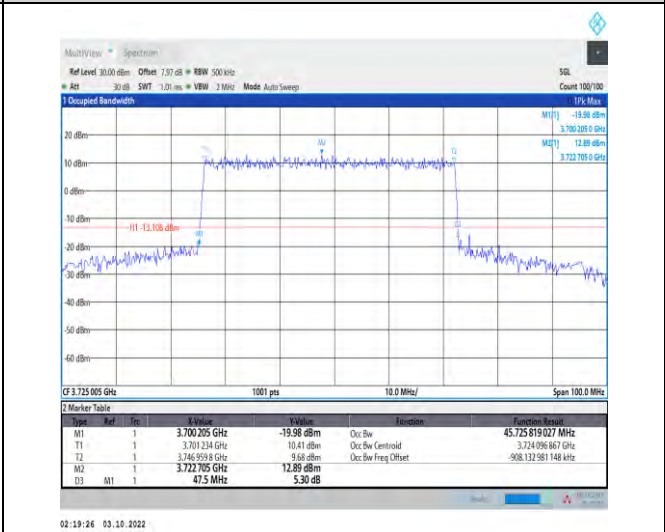 MultiView Spectrum
Ref Level 30.00 dBm Offset 7.97 dB RBW 500 kHz SGL
Att 30 dB SWT 1.01 ms VBW 2 MHz Mode Auto Sweep Count 100/100
1 Occupied Bandwidth 1Pk Max
M1[1] -19.98 dBm
3.700 205 0 GHz
M2[1] 12.89 dBm
3.722 705 0 GHz
20 dBm
M2
T2
10 dBm
0 dBm
-10 dBm
H1 -13.108 dBm
M1
D3
-20 dBm
-30 dBm
-40 dBm
-50 dBm
-60 dBm
CF 3.725 005 GHz 1001 pts 10.0 MHz/ Span 100.0 MHz
2 Marker Table
Type Ref Trc X-Value Y-Value Function Function Result
M1 1 3.700 205 GHz -19.98 dBm Occ Bw 45.725 819 027 MHz
T1 1 3.701 234 GHz 10.41 dBm Occ Bw Centroid 3.724 096 867 GHz
T2 1 3.746 959 8 GHz 9.68 dBm Occ Bw Freq Offset -908.132 981 148 kHz
M2 1 3.722 705 GHz 12.89 dBm
D3 M1 1 47.5 MHz 5.30 dB
02:19:26 03.10.2022